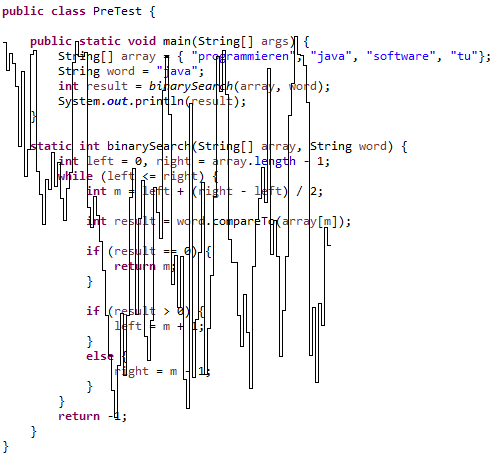 public class PreTest {
public static void main(String[] args) {
String[] array = { "programmieren", "java", "software", "tu"};
String word = "java";
int result = binarySearch(array, word);
System.out.println(result);
}
static int binarySearch(String[] array, String word) {
int left = 0, right = array.length - 1;
while (left <= right) {
int m = left + (right - left) / 2;
int result = word.compareTo(array[m]);
if (result == 0) {
return m;
}
if (result > 0) {
left = m + 1;
}
else {
right = m - 1;
}
}
return -1;
}
}